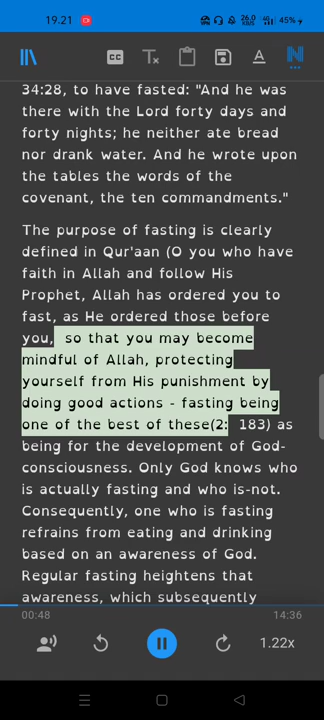 19.21
26.0
KB/S
4G
45%
CC
A
N
34:28, to have fasted: "And he was
there with the Lord forty days and
forty nights; he neither ate bread
nor drank water. And he wrote upon
the tables the words of the
covenant, the ten commandments."
The purpose of fasting is clearly
defined in Qur'aan (O you who have
faith in Allah and follow His
Prophet, Allah has ordered you to
fast, as He ordered those before
you, so that you may become
mindful of Allah, protecting
yourself from His punishment by
doing good actions - fasting being
one of the best of these(2: 183) as
being for the development of God-
consciousness. Only God knows who
is actually fasting and who is-not.
Consequently, one who is fasting
refrains from eating and drinking
based on an awareness of God.
Regular fasting heightens that
awareness, which subsequently
00:48
14:36
1.22x